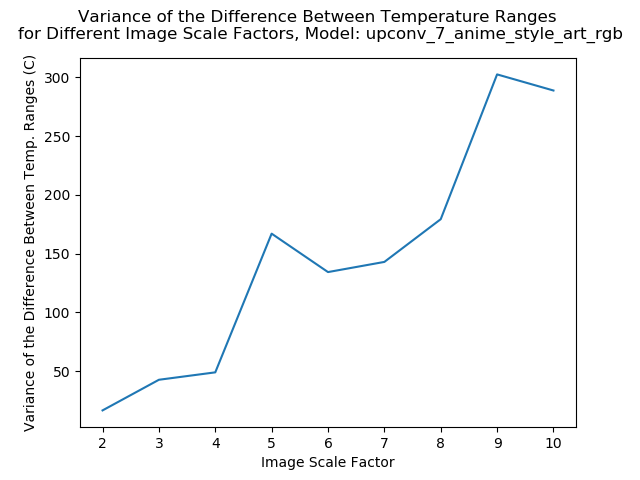 Variance of the Difference Between Temperature Ranges
for Different Image Scale Factors, Model: upconv_7_anime_style_art_rgb
Variance of the Difference Between Temp. Ranges (C)
300
250
200
150
100
50
2 3 4 5 6 7 8 9 10
Image Scale Factor